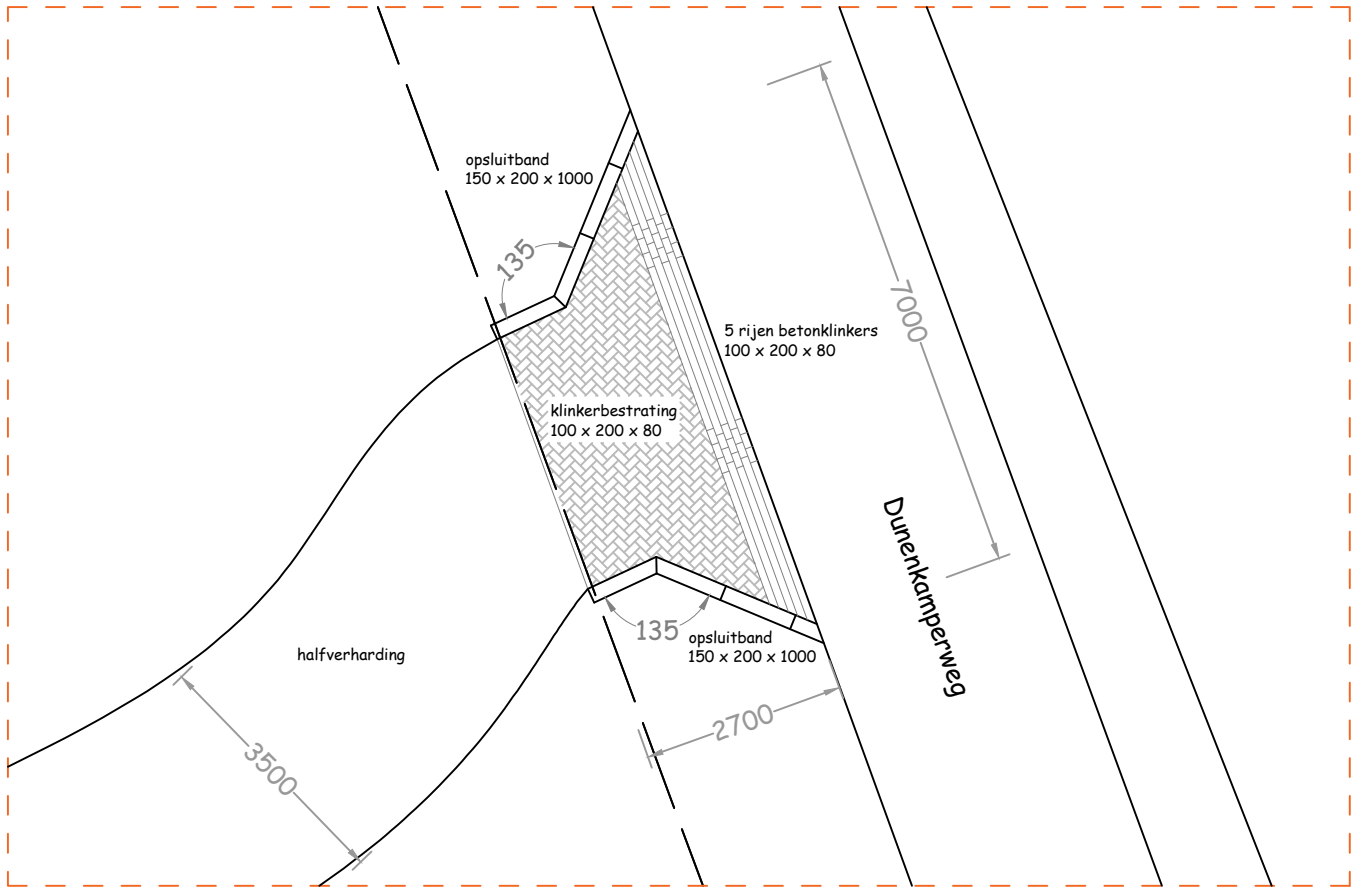 opsluitband
150 x 200 x 1000
135
7000
5 rijen betonklinkers
100 x 200 x 80
klinkerbestrating
100 x 200 x 80
Dunenkamperweg
135
opsluitband
150 x 200 x 1000
halfverharding
2700
3500